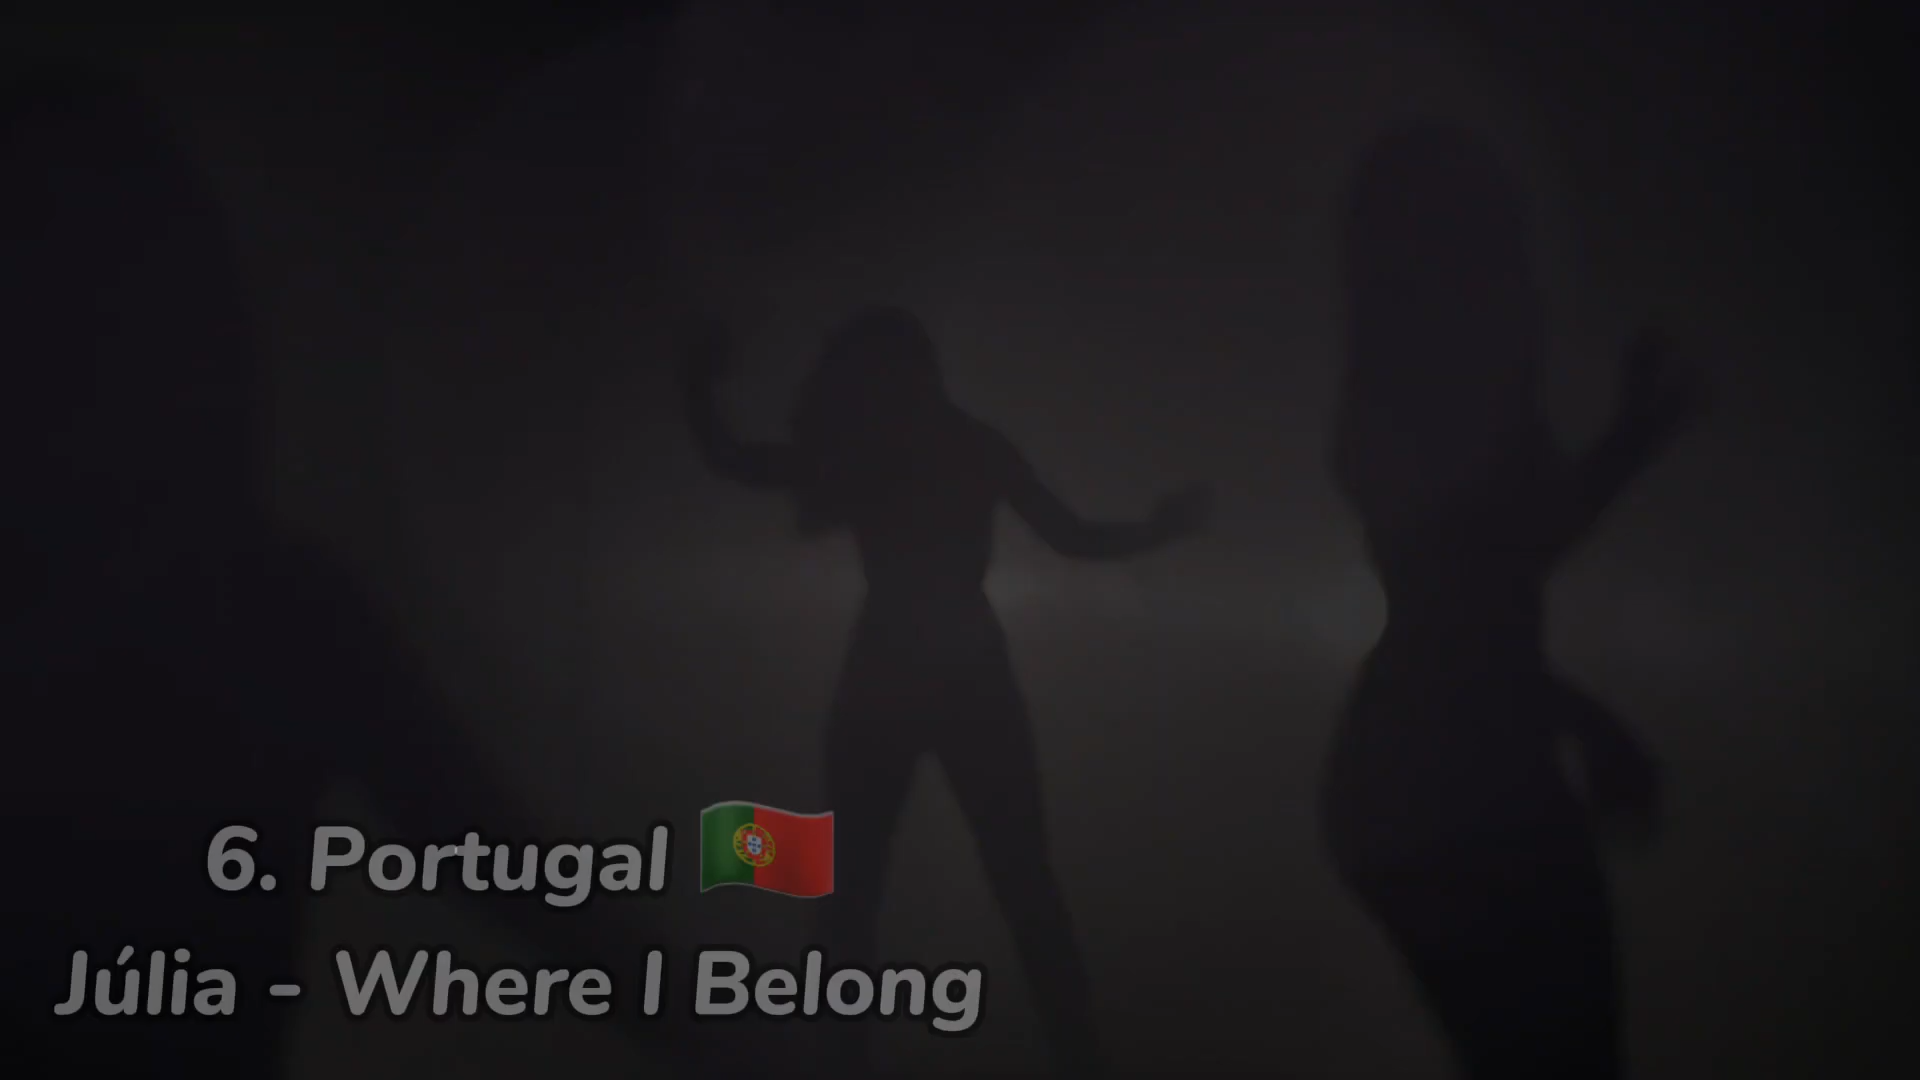 6. Portugal 🇵🇹
Júlia - Where I Belong